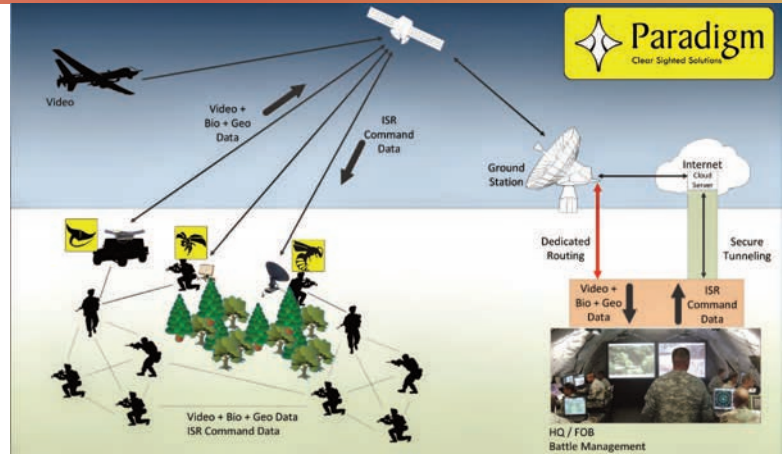 Paradigm
Clear Sighted Solutions
Video
Video +
Bio + Geo
Data
ISR
Command
Data
Ground
Station
Internet
Cloud
Server
Dedicated
Routing
Secure
Tunneling
Video +
Bio + Geo
Data
ISR
Command
Data
Video + Bio + Geo Data
ISR Command Data
HQ / FOB
Battle Management